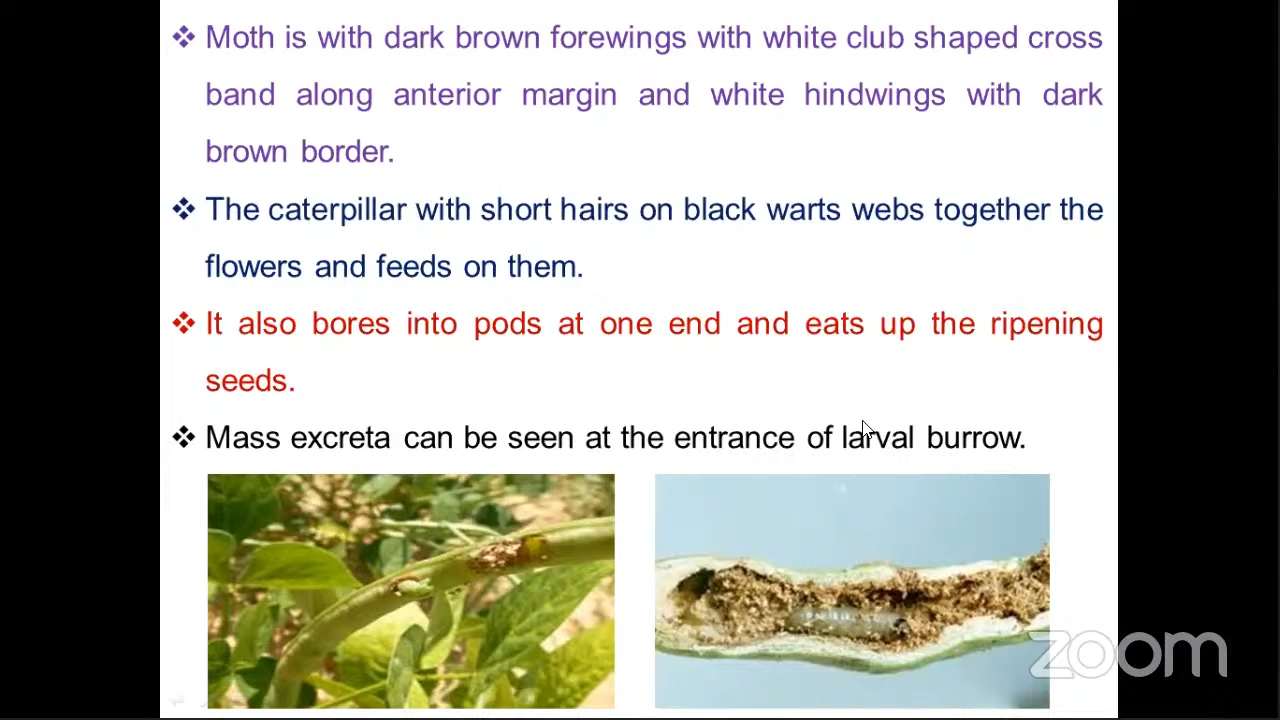 ❖ Moth is with dark brown forewings with white club shaped cross
band along anterior margin and white hindwings with dark
brown border.
❖ The caterpillar with short hairs on black warts webs together the
flowers and feeds on them.
❖ It also bores into pods at one end and eats up the ripening
seeds.
❖ Mass excreta can be seen at the entrance of larval burrow.
zoom